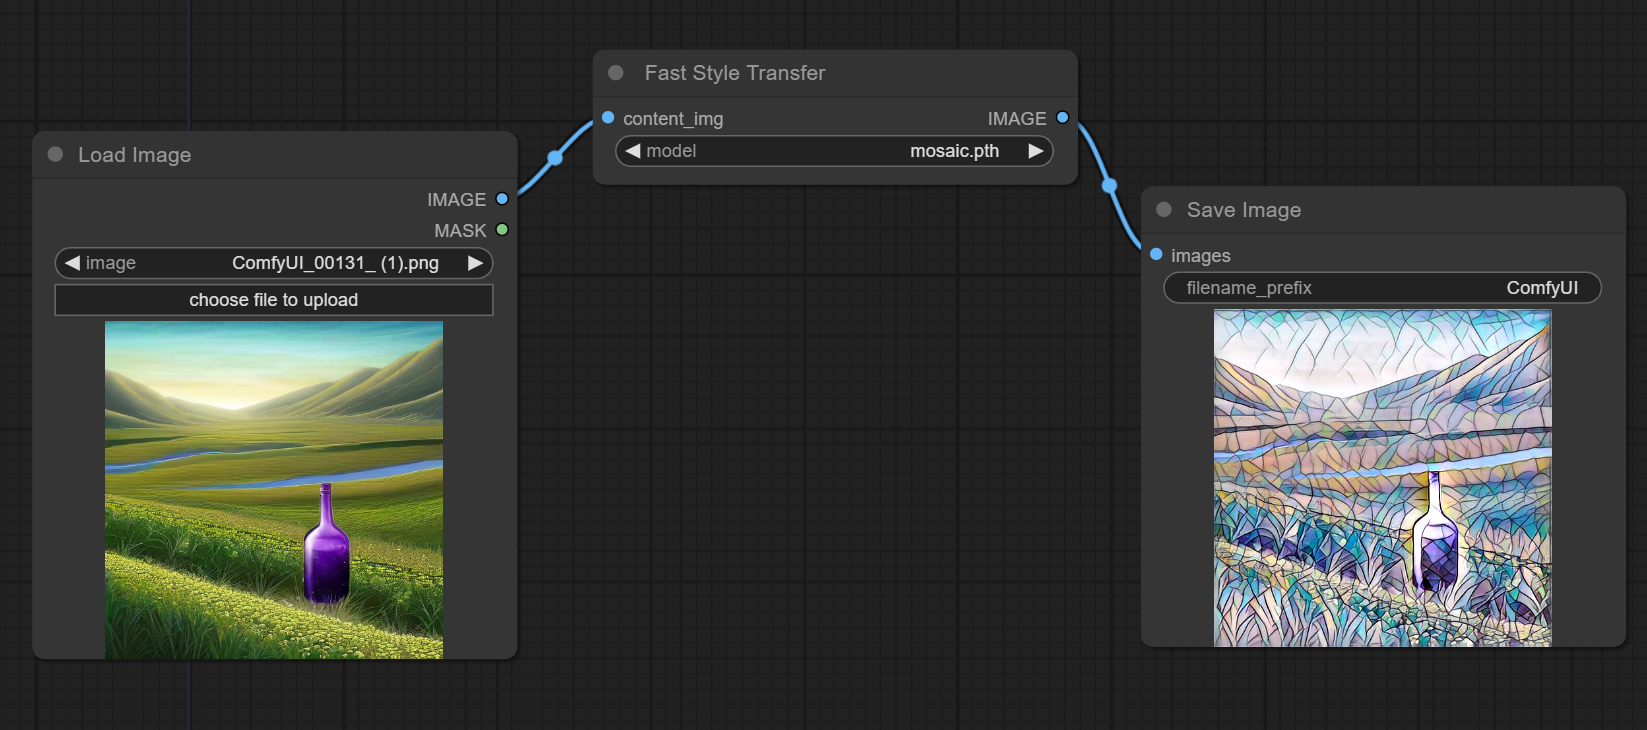 Load Image
IMAGE
MASK
image ComfyUI_00131_ (1).png
choose file to upload
Fast Style Transfer
content_img IMAGE
model mosaic.pth
Save Image
images
filename_prefix ComfyUI